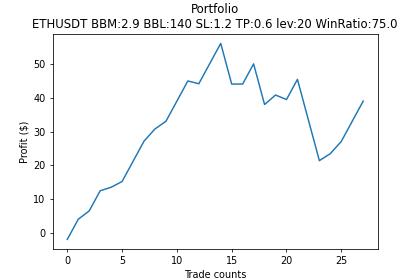 Portfolio
ETHUSDT BBM:2.9 BBL:140 SL:1.2 TP:0.6 lev:20 WinRatio:75.0
50
40
30
20
10
0
Profit ($)
0 5 10 15 20 25
Trade counts